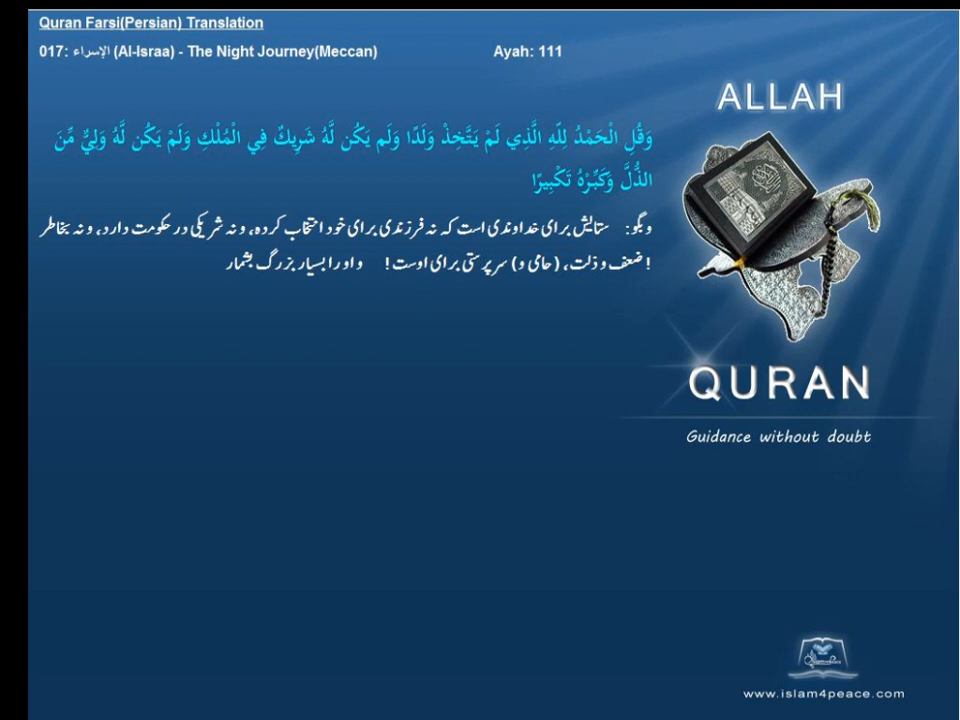 Quran Farsi(Persian) Translation
017: الإسراء (Al-Israa) - The Night Journey(Meccan) Ayah: 111
وَقُلِ الْحَمْدُ لِلَّهِ الَّذِي لَمْ يَتَّخِذْ وَلَدًا وَلَم يَكُن لَّهُ شَرِيكٌ فِي الْمُلْكِ وَلَمْ يَكُن لَّهُ وَلِيٌّ مِّنَ
الذُّلَّ وَكَبِّرْهُ تَكْبِيرًا
و بگو: ستایش برای خداوندی است که نه فرزندی برای خود انتخاب کرده، و نه شریکی در حکومت دارد، و نه بخاطر
ضعف و ذلت، (حامی و) سرپرستی برای اوست! و او را بسیار بزرگ بشمار!
ALLAH
QURAN
Guidance without doubt
www.islam4peace.com